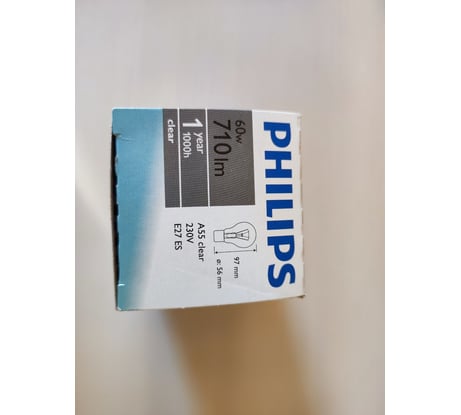 PHILIPS
60w
710 lm
1 year
1000h
clear
97 mm
ø: 56 mm
A55 clear
230V
E27 ES